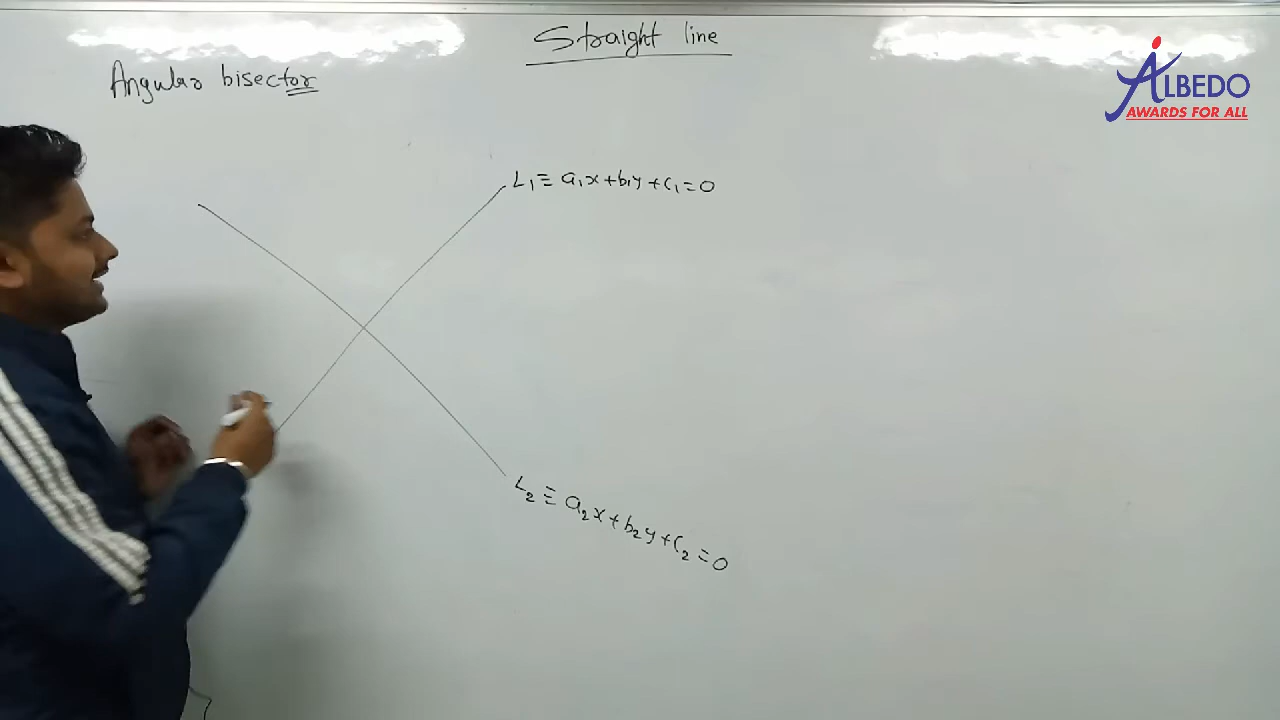 Straight line
Angular bisector
ALBEDO
AWARDS FOR ALL
L₁ ≡ a₁x+b₁y+c₁=0
L₂ ≡ a₂x+b₂y+c₂=0